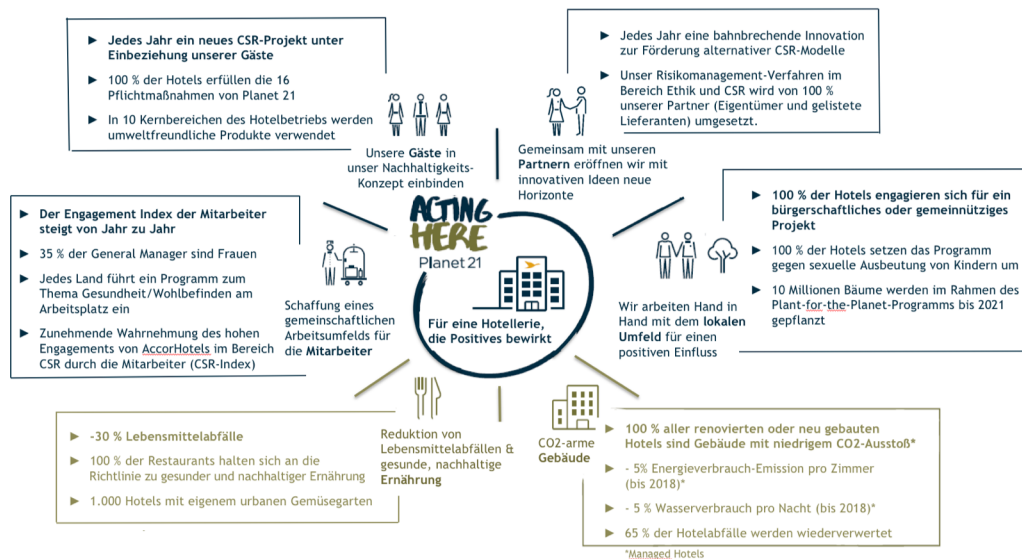 ► Jedes Jahr ein neues CSR-Projekt unter
Einbeziehung unserer Gäste
► 100 % der Hotels erfüllen die 16
Pflichtmaßnahmen von Planet 21
► In 10 Kernbereichen des Hotelbetriebs werden
umweltfreundliche Produkte verwendet
► Jedes Jahr eine bahnbrechende Innovation
zur Förderung alternativer CSR-Modelle
► Unser Risikomanagement-Verfahren im
Bereich Ethik und CSR wird von 100 %
unserer Partner (Eigentümer und gelistete
Lieferanten) umgesetzt.
Unsere Gäste in
unser Nachhaltigkeits-
Konzept einbinden
Gemeinsam mit unseren
Partnern eröffnen wir mit
innovativen Ideen neue
Horizonte
► Der Engagement Index der Mitarbeiter
steigt von Jahr zu Jahr
► 35 % der General Manager sind Frauen
► Jedes Land führt ein Programm zum
Thema Gesundheit/Wohlbefinden am
Arbeitsplatz ein
► Zunehmende Wahrnehmung des hohen
Engagements von AccorHotels im Bereich
CSR durch die Mitarbeiter (CSR-Index)
Schaffung eines
gemeinschaftlichen
Arbeitsumfelds für
die Mitarbeiter
ACTING
HERE
Planet 21
Für eine Hotellerie,
die Positives bewirkt
Wir arbeiten Hand in
Hand mit dem lokalen
Umfeld für einen
positiven Einfluss
► 100 % der Hotels engagieren sich für ein
bürgerschaftliches oder gemeinnütziges
Projekt
► 100 % der Hotels setzen das Programm
gegen sexuelle Ausbeutung von Kindern um
► 10 Millionen Bäume werden im Rahmen des
Plant-for-the-Planet-Programms bis 2021
gepflanzt
► -30 % Lebensmittelabfälle
► 100 % der Restaurants halten sich an die
Richtlinie zu gesunder und nachhaltiger Ernährung
► 1.000 Hotels mit eigenem urbanen Gemüsegarten
Reduktion von
Lebensmittelabfällen &
gesunde, nachhaltige
Ernährung
CO2-arme
Gebäude
► 100 % aller renovierten oder neu gebauten
Hotels sind Gebäude mit niedrigem CO2-Ausstoß*
► - 5% Energieverbrauch-Emission pro Zimmer
(bis 2018)*
► - 5 % Wasserverbrauch pro Nacht (bis 2018)*
► 65 % der Hotelabfälle werden wiederverwertet
*Managed Hotels